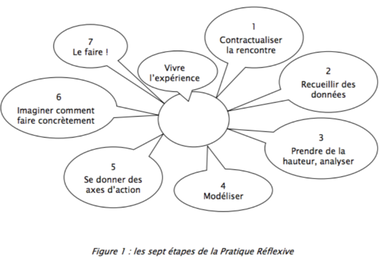 7
Le faire !
Vivre
l'expérience
1
Contractualiser
la rencontre
2
Recueillir des
données
3
Prendre de la
hauteur, analyser
4
Modéliser
5
Se donner des
axes d'action
6
Imaginer comment
faire concrètement
Figure 1 : les sept étapes de la Pratique Réflexive